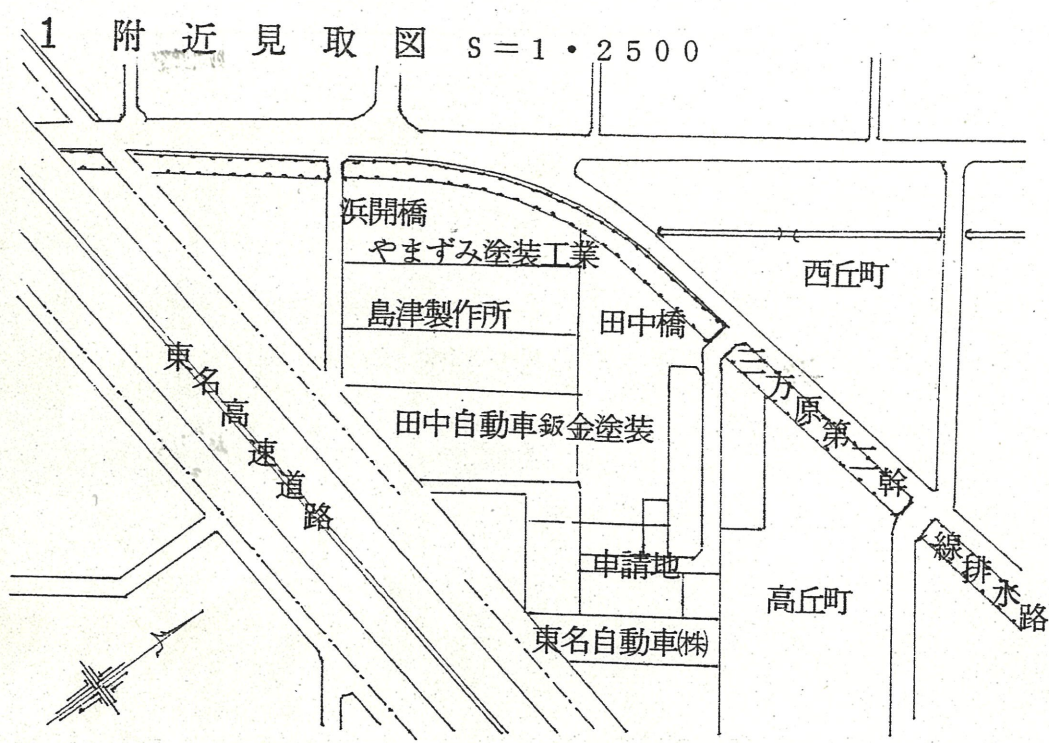 1 附近見取図 S=1・2500
浜開橋
やまずみ塗装工業
西丘町
島津製作所
田中橋
東名高速道路
三方原第二幹線排水路
田中自動車鈑金塗装
申請地
高丘町
東名自動車㈱